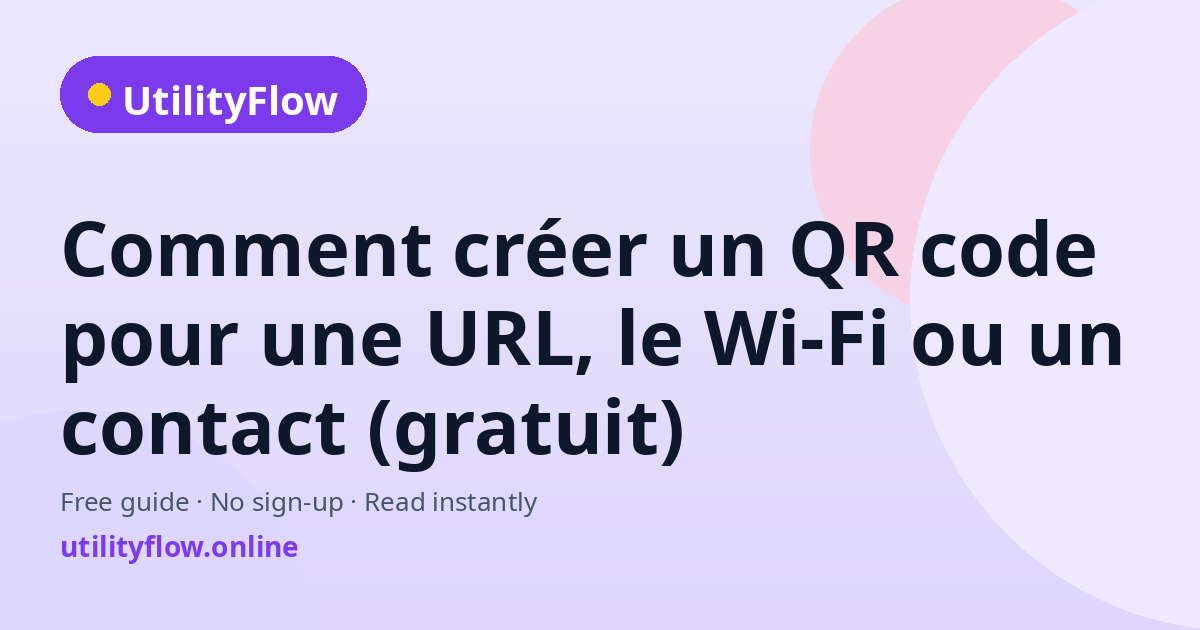 UtilityFlow
Comment créer un QR code
pour une URL, le Wi-Fi ou un
contact (gratuit)
Free guide · No sign-up · Read instantly
utilityflow.online